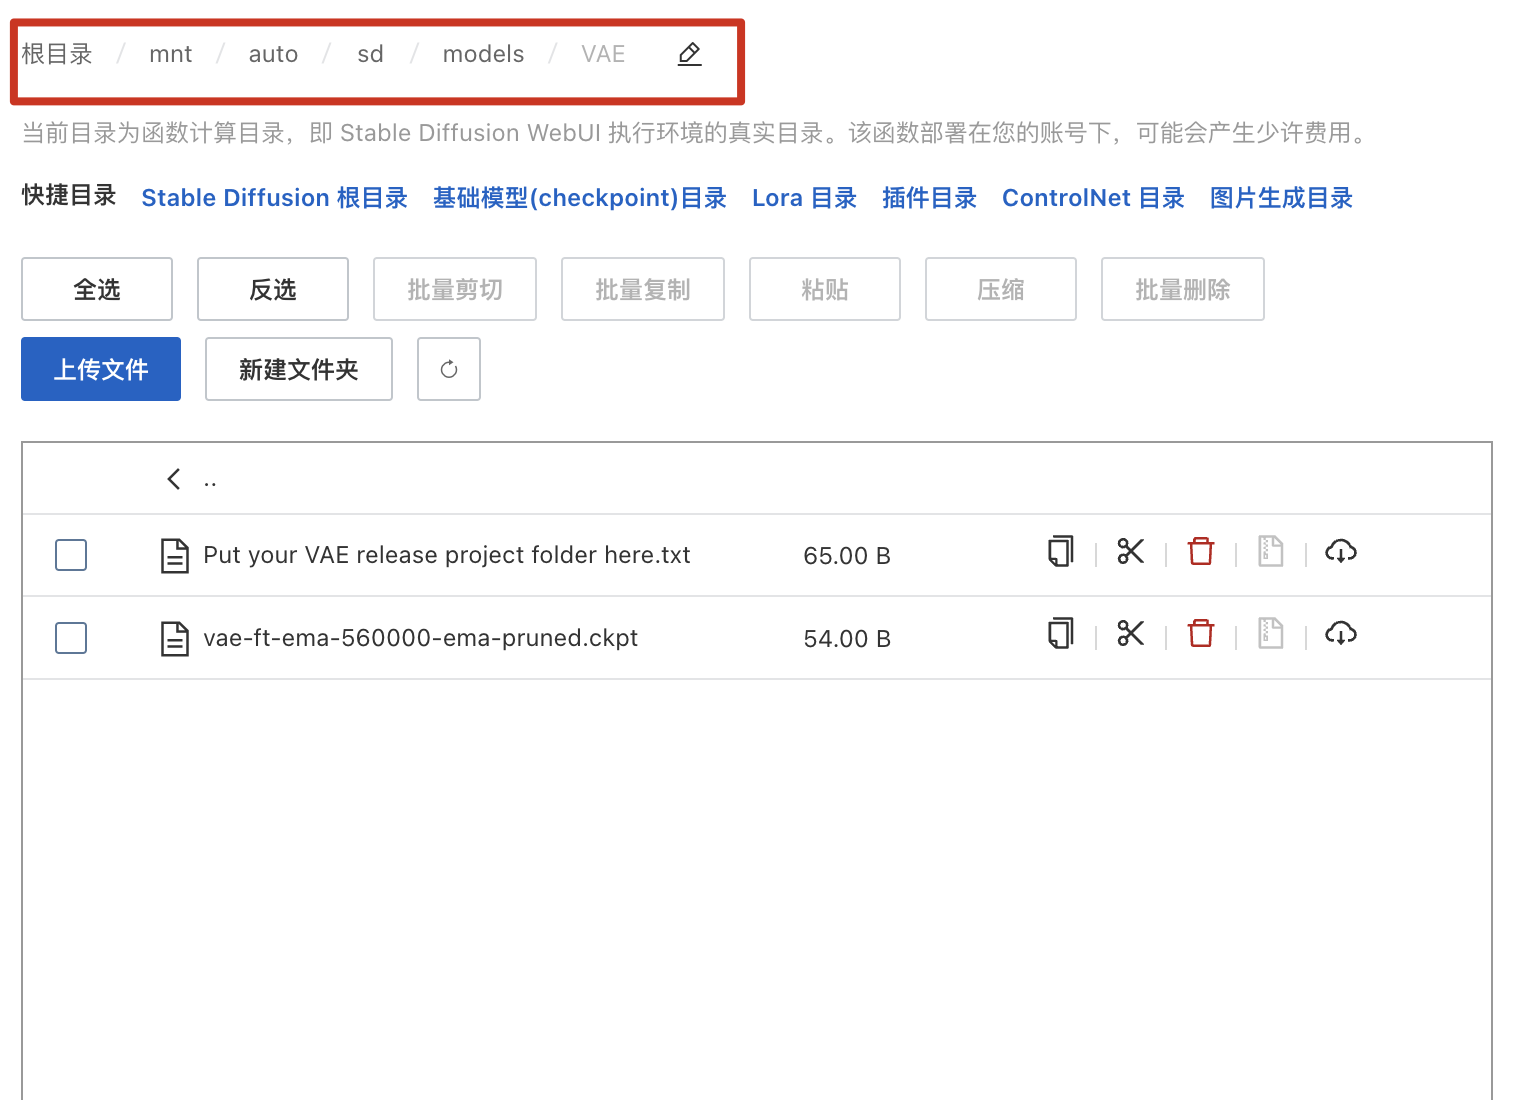 根目录 / mnt / auto / sd / models / VAE
当前目录为函数计算目录，即 Stable Diffusion WebUI 执行环境的真实目录。该函数部署在您的账号下，可能会产生少许费用。
快捷目录 Stable Diffusion 根目录 基础模型(checkpoint)目录 Lora 目录 插件目录 ControlNet 目录 图片生成目录
全选 反选 批量剪切 批量复制 粘贴 压缩 批量删除
上传文件 新建文件夹
..
Put your VAE release project folder here.txt 65.00 B
vae-ft-ema-560000-ema-pruned.ckpt 54.00 B